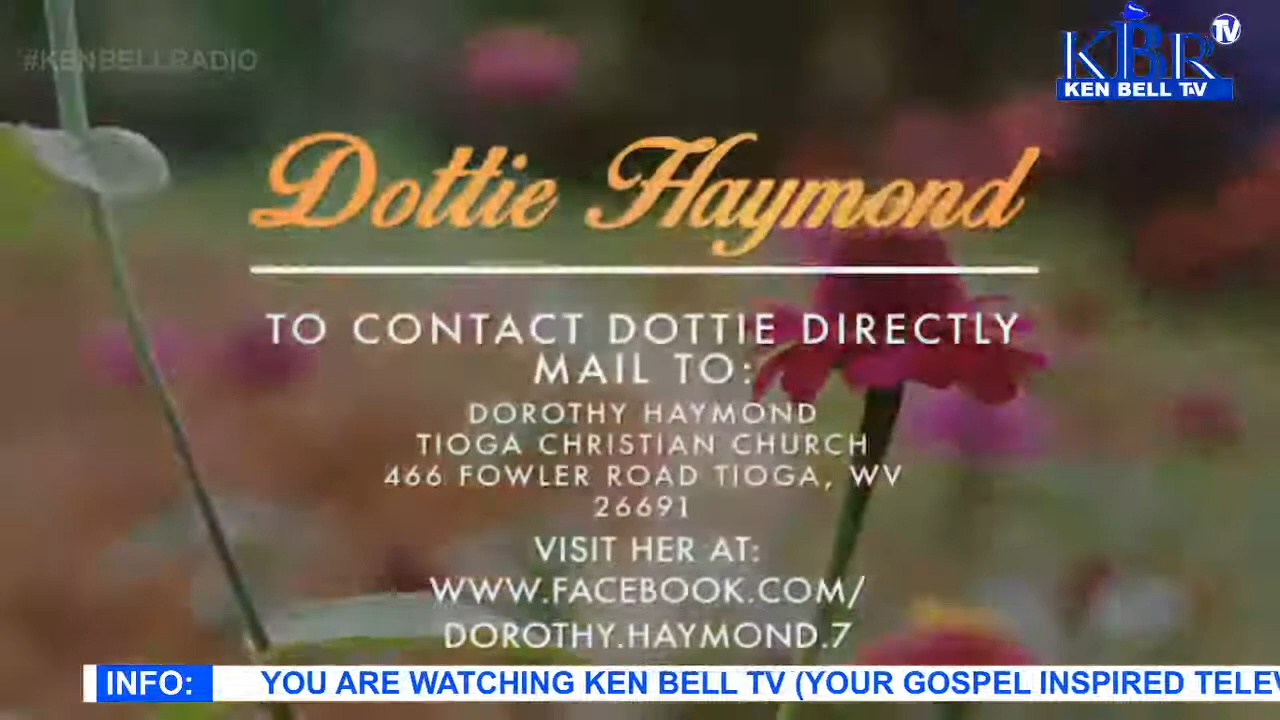 #KENBELLRADIO
KBR TV
KEN BELL TV
Dottie Haymond
TO CONTACT DOTTIE DIRECTLY
MAIL TO:
DOROTHY HAYMOND
TIOGA CHRISTIAN CHURCH
466 FOWLER ROAD TIOGA, WV
26691
VISIT HER AT:
WWW.FACEBOOK.COM/
DOROTHY.HAYMOND.7
INFO: YOU ARE WATCHING KEN BELL TV (YOUR GOSPEL INSPIRED TELEV